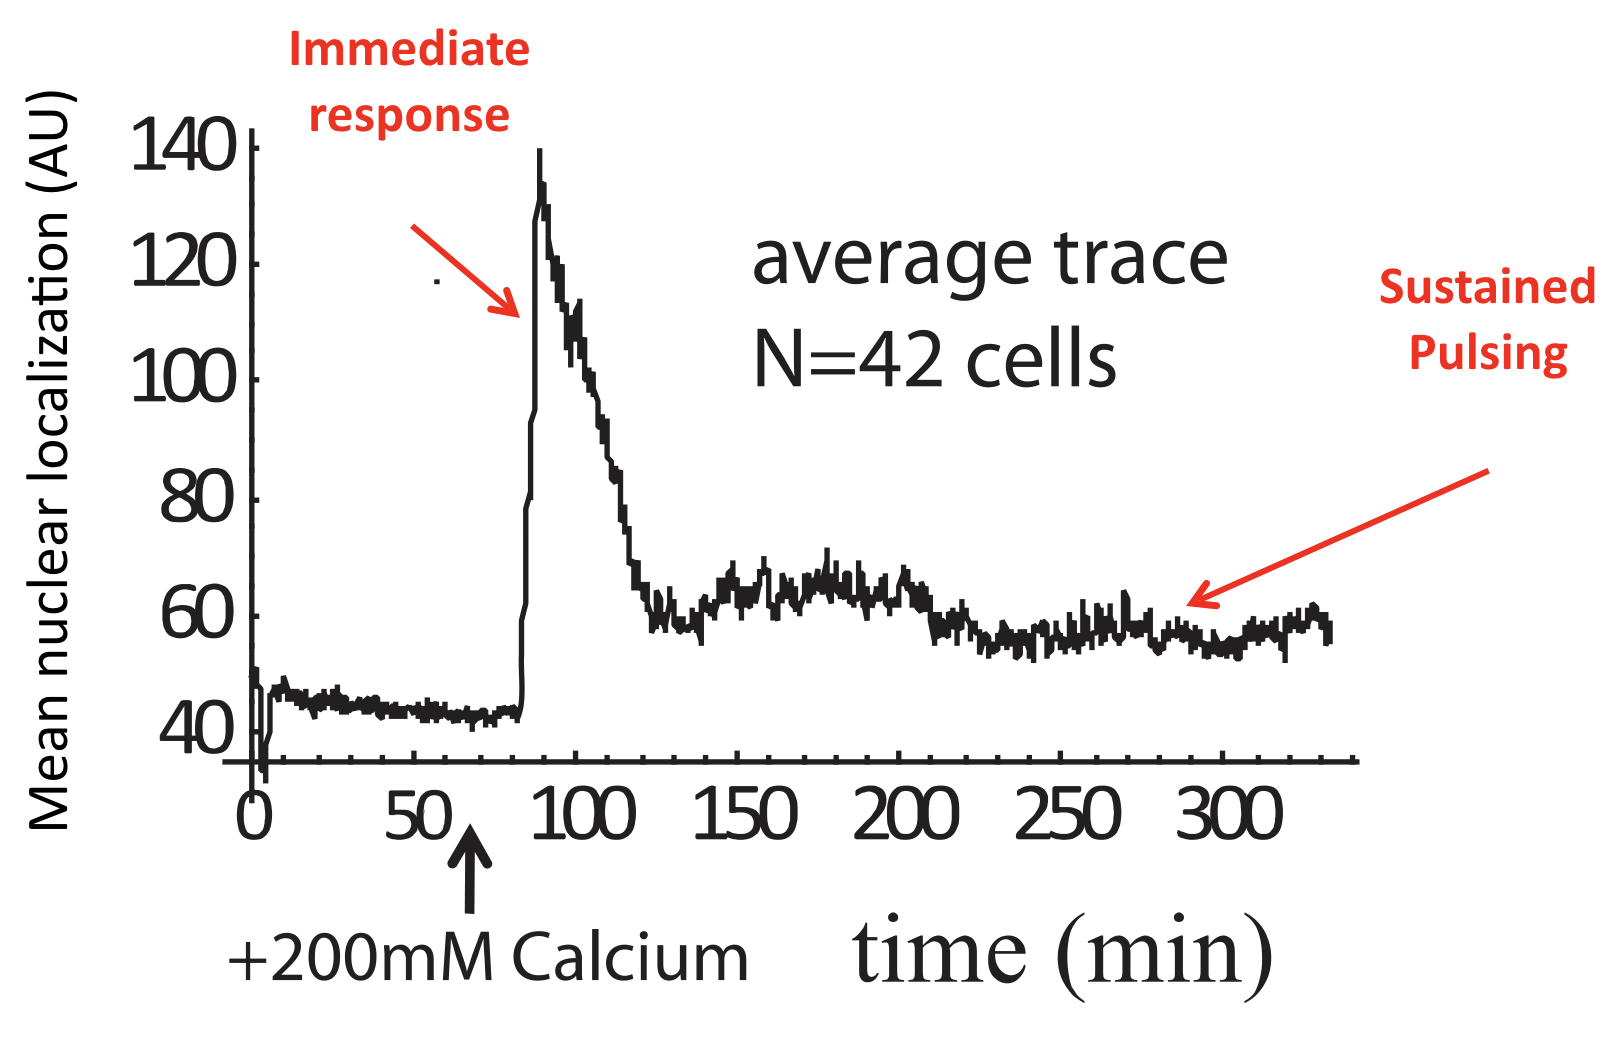 Immediate
response
Mean nuclear localization (AU)
140
120
100
80
60
40
average trace
N=42 cells
Sustained
Pulsing
0 50 100 150 200 250 300
+200mM Calcium
time (min)